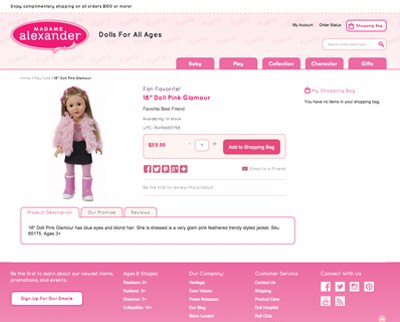 Enjoy complimentary shipping on all orders $100 or more!
My Account Order Status Shopping Bag
MADAME
alexander
Dolls For All Ages
Search entire store here...
Baby Play Collection Character Gifts
Home / Play Dolls / 18" Doll Pink Glamour
Fan Favorite!
18" Doll Pink Glamour
Favorite Best Friend
Availability: In stock
UPC:
$59.95 - 1 + Add to Shopping Bag
Email to a Friend
Be the first to review this product
My Shopping Bag
You have no items in your shopping bag.
Product Description Our Promise Reviews
18" Doll Pink Glamour has blue eyes and blond hair. She is dressed in a very glam pink feathered trendy styled jacket. Sku
65175. Ages 3+
Be the first to learn about our newest items,
promotions, and events.
Sign Up For Our Emails
Ages & Stages:
Newborn: 0+
Nurture: 2+
Dreamer: 3+
Collectible: 14+
Our Company:
Heritage
Core Values
Press Releases
Our Blog
Store Locator
Customer Service
Contact Us
Shipping
Product Care
Doll Hospital
Doll Club
Connect With Us